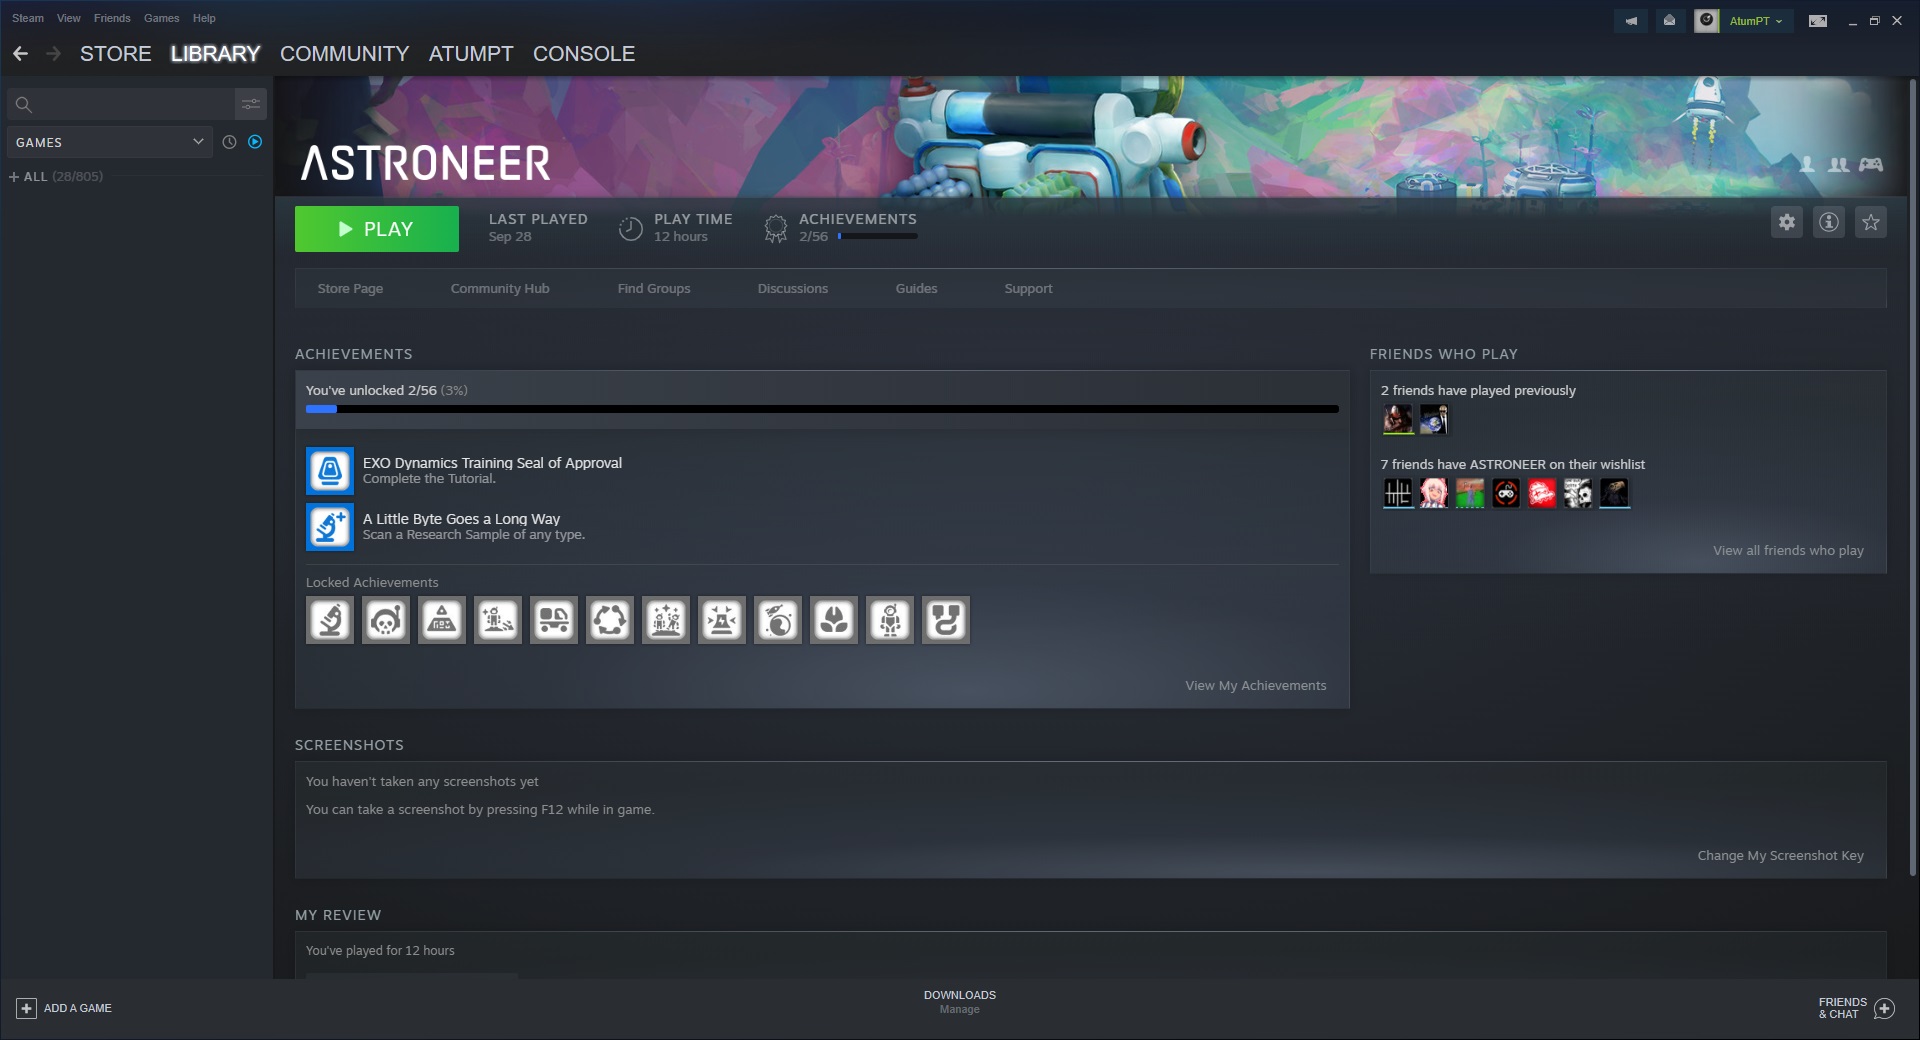 Steam View Friends Games Help
AtumPT
STORE LIBRARY COMMUNITY ATUMPT CONSOLE
GAMES
+ ALL (28/805)
ASTRONEER
PLAY
LAST PLAYED
Sep 28
PLAY TIME
12 hours
ACHIEVEMENTS
2/56
Store Page Community Hub Find Groups Discussions Guides Support
ACHIEVEMENTS
You've unlocked 2/56 (3%)
EXO Dynamics Training Seal of Approval
Complete the Tutorial.
A Little Byte Goes a Long Way
Scan a Research Sample of any type.
Locked Achievements
View My Achievements
FRIENDS WHO PLAY
2 friends have played previously
7 friends have ASTRONEER on their wishlist
View all friends who play
SCREENSHOTS
You haven't taken any screenshots yet
You can take a screenshot by pressing F12 while in game.
Change My Screenshot Key
MY REVIEW
You've played for 12 hours
ADD A GAME
DOWNLOADS
Manage
FRIENDS
& CHAT